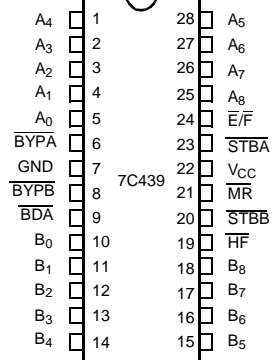 A4 1 28 A5
A3 2 27 A6
A2 3 26 A7
A1 4 25 A8
A0 5 24 E/F
BYPA 6 23 STBA
GND 7 22 VCC
7C439
BYPB 8 21 MR
BDA 9 20 STBB
B0 10 19 HF
B1 11 18 B8
B2 12 17 B7
B3 13 16 B6
B4 14 15 B5